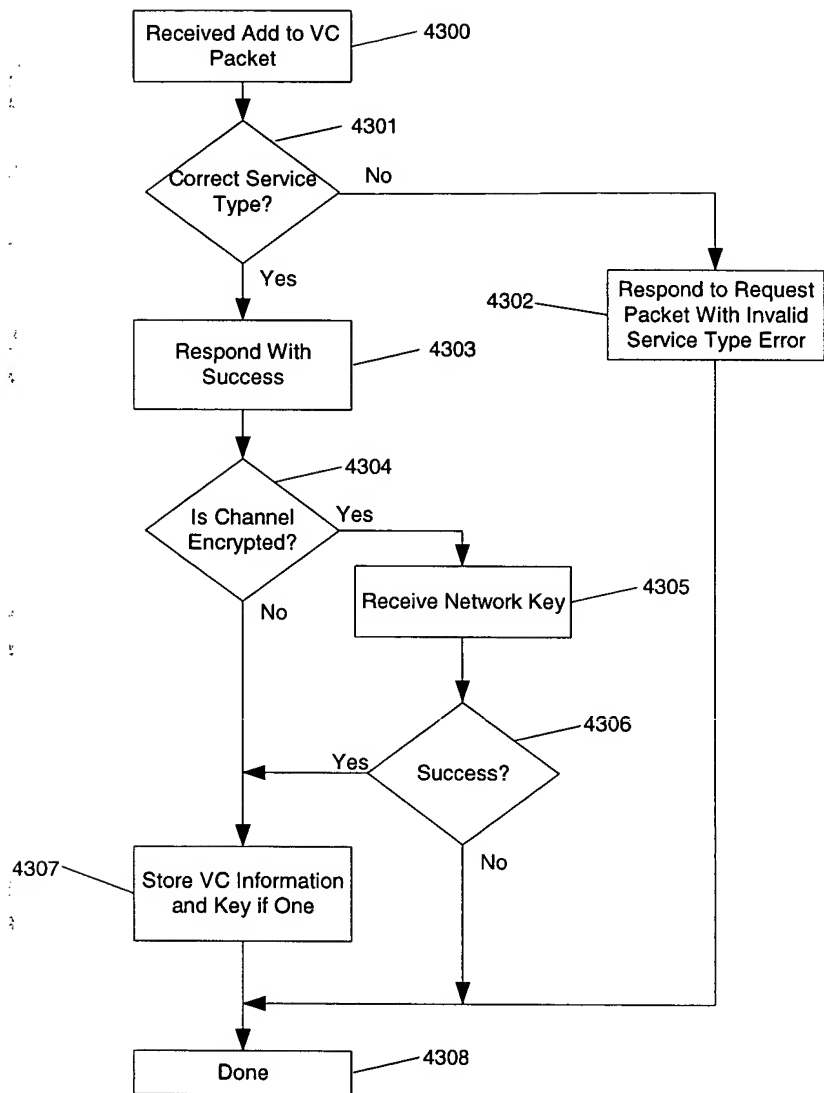 Received Add to VC
Packet
4300
4301
Correct Service
Type?
No
Yes
4302
Respond to Request
Packet With Invalid
Service Type Error
Respond With
Success
4303
4304
Is Channel
Encrypted?
Yes
No
Receive Network Key
4305
4306
Success?
Yes
No
4307
Store VC Information
and Key if One
4308
Done